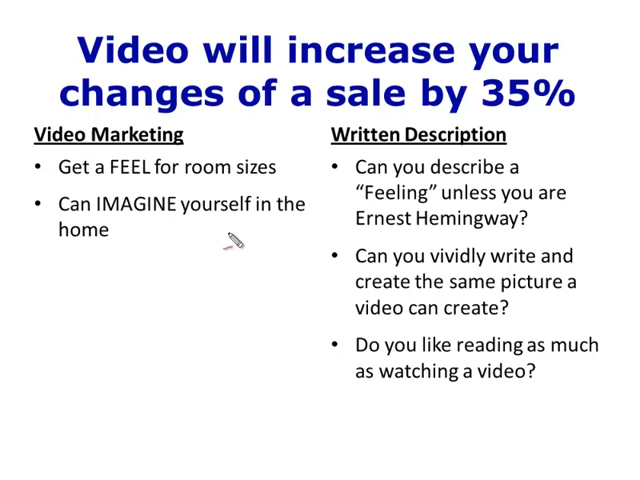 Video will increase your
changes of a sale by 35%
Video Marketing
• Get a FEEL for room sizes
• Can IMAGINE yourself in the
home
Written Description
• Can you describe a
“Feeling” unless you are
Ernest Hemingway?
• Can you vividly write and
create the same picture a
video can create?
• Do you like reading as much
as watching a video?